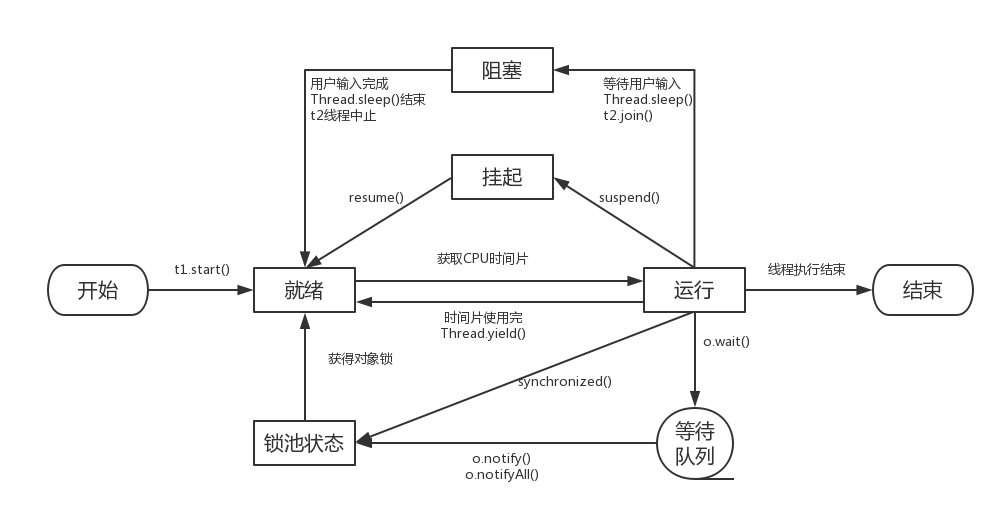 阻塞
用户输入完成
Thread.sleep()结束
t2线程中止
等待用户输入
Thread.sleep()
t2.join()
挂起
resume()
suspend()
开始
t1.start()
就绪
获取CPU时间片
运行
线程执行结束
结束
时间片使用完
Thread.yield()
获得对象锁
synchronized()
o.wait()
锁池状态
等待
队列
o.notify()
o.notifyAll()